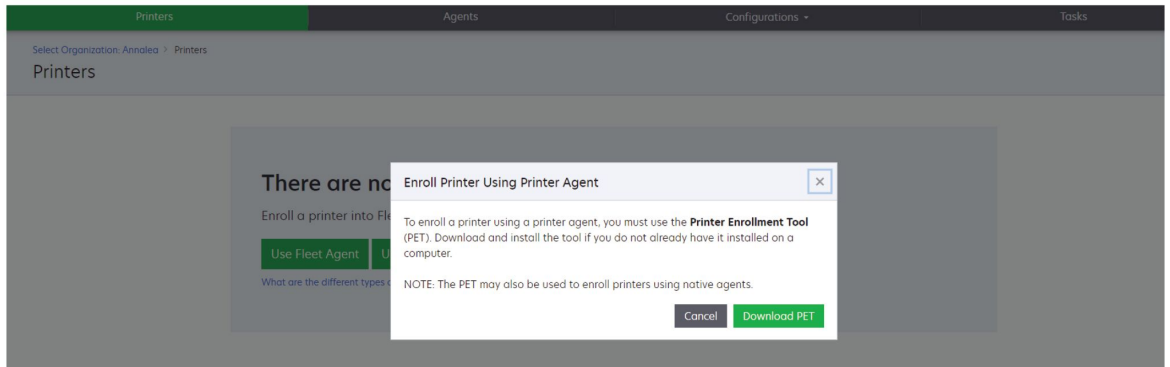 Printers
Agents
Configurations
Tasks
Select Organization: Annalea > Printers
Printers
There are no
Enroll a printer into Fle
Use Fleet Agent
U
What are the different types
Enroll Printer Using Printer Agent
To enroll a printer using a printer agent, you must use the Printer Enrollment Tool
(PET). Download and install the tool if you do not already have it installed on a
computer.
NOTE: The PET may also be used to enroll printers using native agents.
Cancel
Download PET